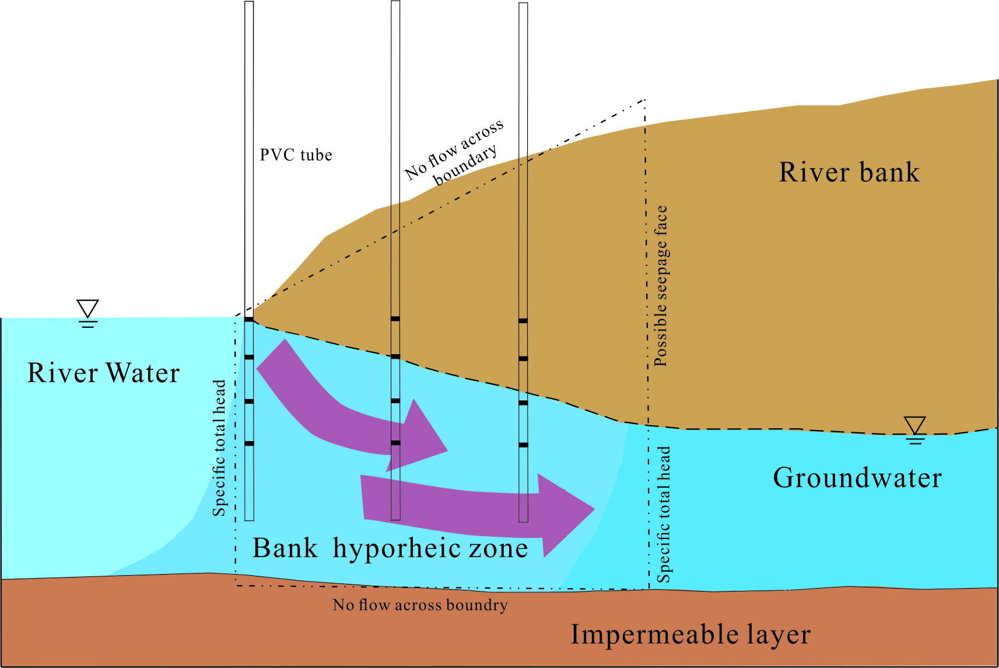 PVC tube
No flow across
boundary
River bank
Possible seepage face
River Water
Specific total head
Groundwater
Specific total head
Bank hyporheic zone
No flow across boundry
Impermeable layer